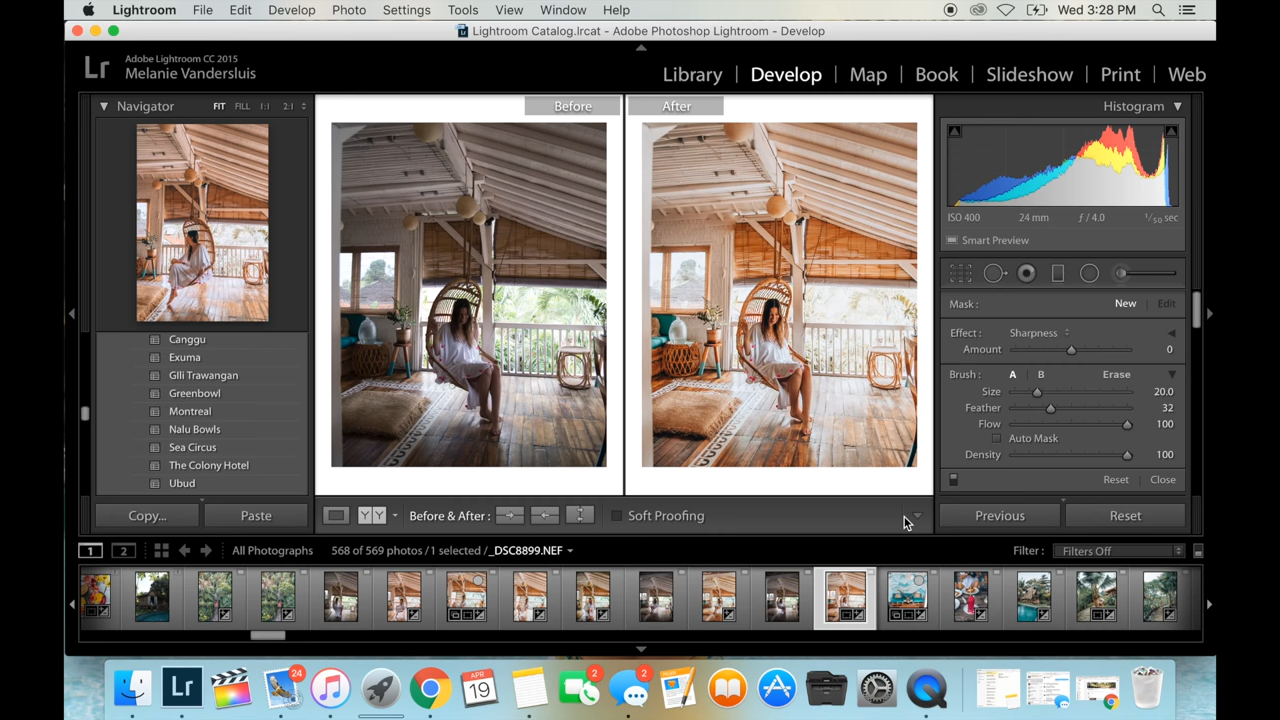 Lightroom File Edit Develop Photo Settings Tools View Window Help Wed 3:28 PM
Lightroom Catalog.lrcat - Adobe Photoshop Lightroom - Develop
Lr Adobe Lightroom CC 2015
Melanie Vandersluis
Library | Develop | Map | Book | Slideshow | Print | Web
Navigator FIT FILL 1:1 2:1
Before After
Histogram
ISO 400 24 mm ƒ / 4.0 1/50 sec
Smart Preview
Mask : New Edit
Effect : Sharpness
Amount 0
Brush : A B Erase
Size 20.0
Feather 32
Flow 100
Auto Mask
Density 100
Reset Close
Canggu
Exuma
GIli Trawangan
Greenbowl
Montreal
Nalu Bowls
Sea Circus
The Colony Hotel
Ubud
Copy... Paste
YY Before & After : Soft Proofing
Previous Reset
1 2 All Photographs 568 of 569 photos / 1 selected / _DSC8899.NEF Filter : Filters Off
Lr 24 APR 19 2 2